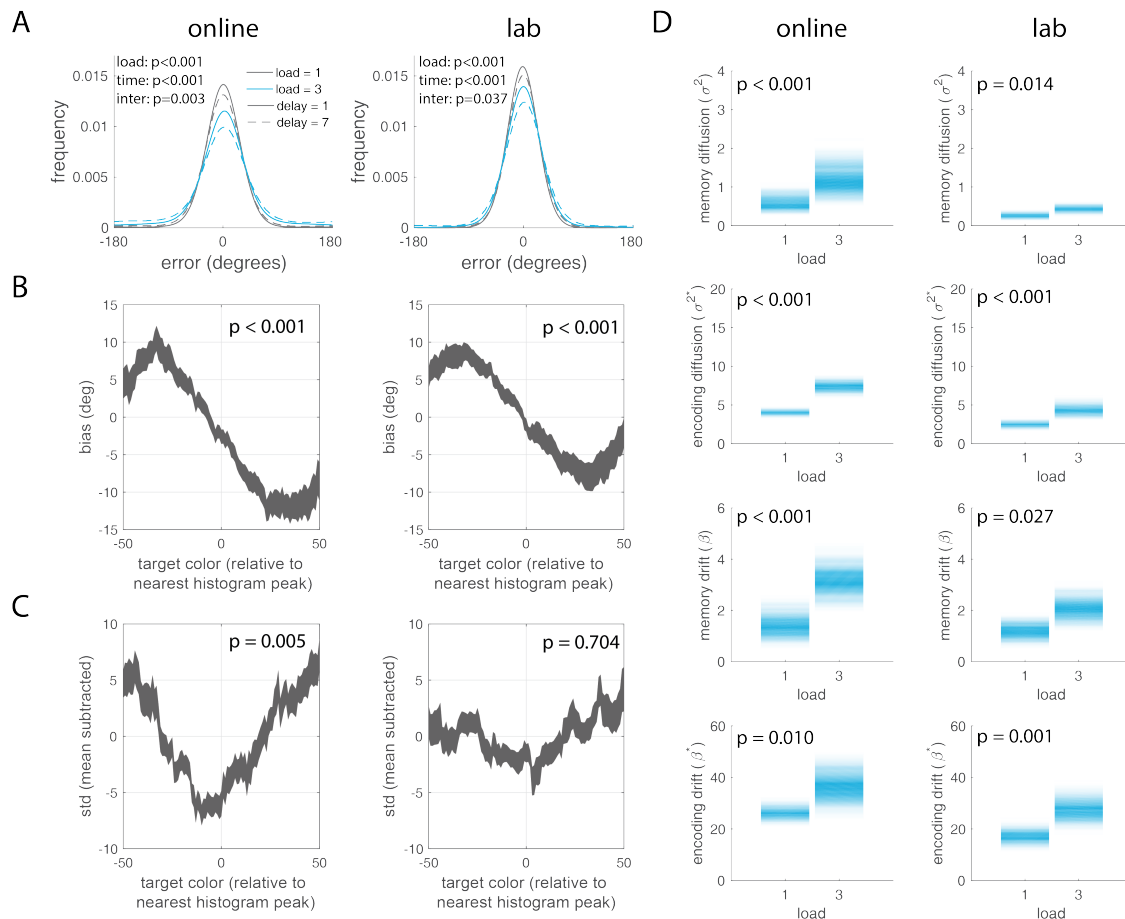 A
online
lab
load: p<0.001
time: p<0.001
inter: p=0.003
load = 1
load = 3
delay = 1
delay = 7
0.015
0.01
0.005
0
frequency
-180
0
180
error (degrees)
load: p<0.001
time: p<0.001
inter: p=0.037
0.015
0.01
0.005
0
frequency
-180
0
180
error (degrees)
B
p < 0.001
15
10
5
0
-5
-10
-15
bias (deg)
-50
0
50
target color (relative to
nearest histogram peak)
p < 0.001
15
10
5
0
-5
-10
-15
bias (deg)
-50
0
50
target color (relative to
nearest histogram peak)
C
p = 0.005
10
5
0
-5
-10
std (mean subtracted)
-50
0
50
target color (relative to
nearest histogram peak)
p = 0.704
10
5
0
-5
-10
std (mean subtracted)
-50
0
50
target color (relative to
nearest histogram peak)
D
online
lab
p < 0.001
4
3
2
1
0
memory diffusion ( σ²)
1
3
load
p = 0.014
4
3
2
1
0
memory diffusion ( σ²)
1
3
load
p < 0.001
20
15
10
5
0
encoding diffusion ( σ²*)
1
3
load
p < 0.001
20
15
10
5
0
encoding diffusion ( σ²*)
1
3
load
p < 0.001
6
4
2
0
memory drift ( β)
1
3
load
p = 0.027
6
4
2
0
memory drift ( β)
1
3
load
p = 0.010
60
40
20
0
encoding drift ( β*)
1
3
load
p = 0.001
60
40
20
0
encoding drift ( β*)
1
3
load